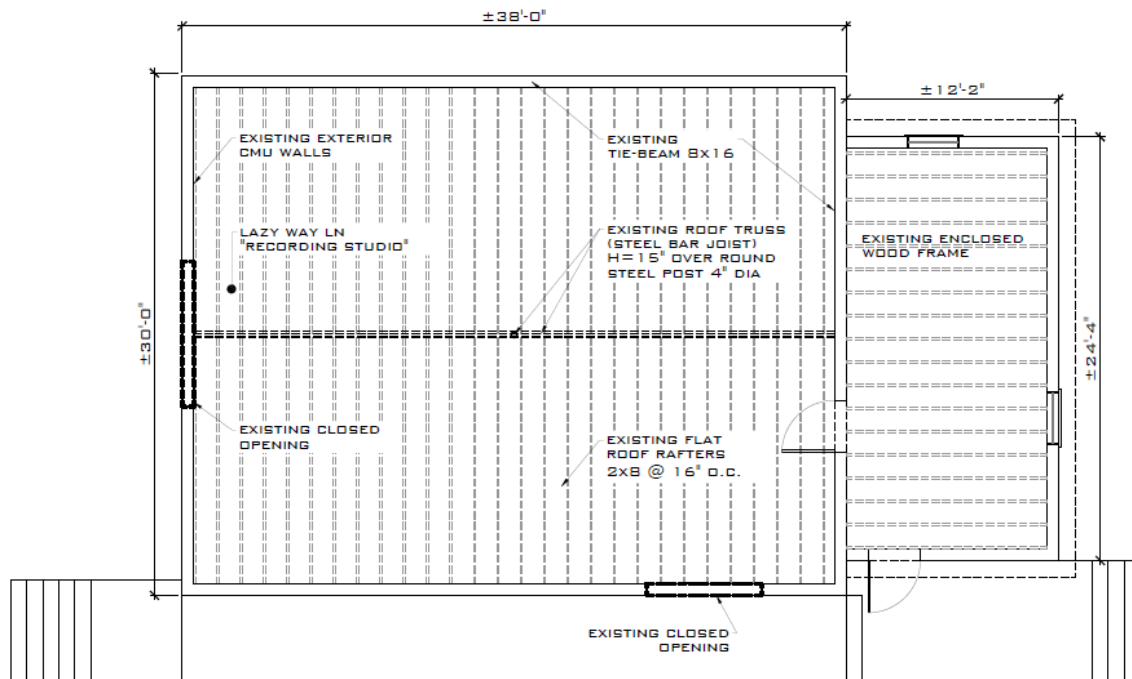 ±38'-0"
±12'-2"
EXISTING EXTERIOR
CMU WALLS
EXISTING
TIE-BEAM 8X16
LAZY WAY LN
"RECORDING STUDIO"
EXISTING ROOF TRUSS
(STEEL BAR JOIST)
H=15" OVER ROUND
STEEL POST 4" DIA
EXISTING ENCLOSED
WOOD FRAME
±30'-0"
±24'-4"
EXISTING CLOSED
OPENING
EXISTING FLAT
ROOF RAFTERS
2X8 @ 16" O.C.
EXISTING CLOSED
OPENING